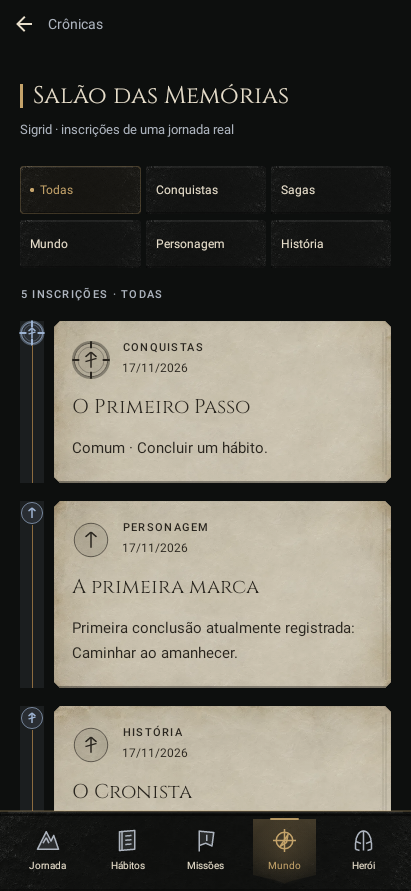 Crônicas
Salão das Memórias
Sigrid · inscrições de uma jornada real
Todas
Conquistas
Sagas
Mundo
Personagem
História
5 INSCRIÇÕES · TODAS
CONQUISTAS
17/11/2026
O Primeiro Passo
Comum · Concluir um hábito.
PERSONAGEM
17/11/2026
A primeira marca
Primeira conclusão atualmente registrada:
Caminhar ao amanhecer.
HISTÓRIA
17/11/2026
O Cronista
Jornada
Hábitos
Missões
Mundo
Herói